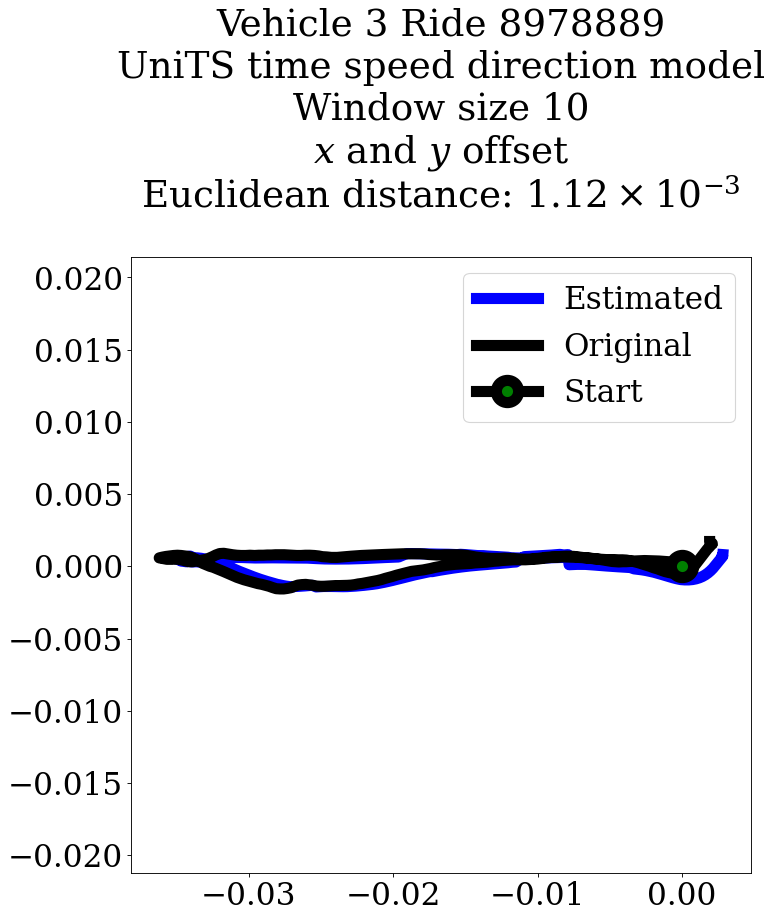 Vehicle 3 Ride 8978889
UniTS time speed direction model
Window size 10
x and y offset
Euclidean distance: 1.12 × 10⁻³
Estimated
Original
Start
0.020
0.015
0.010
0.005
0.000
−0.005
−0.010
−0.015
−0.020
−0.03 −0.02 −0.01 0.00